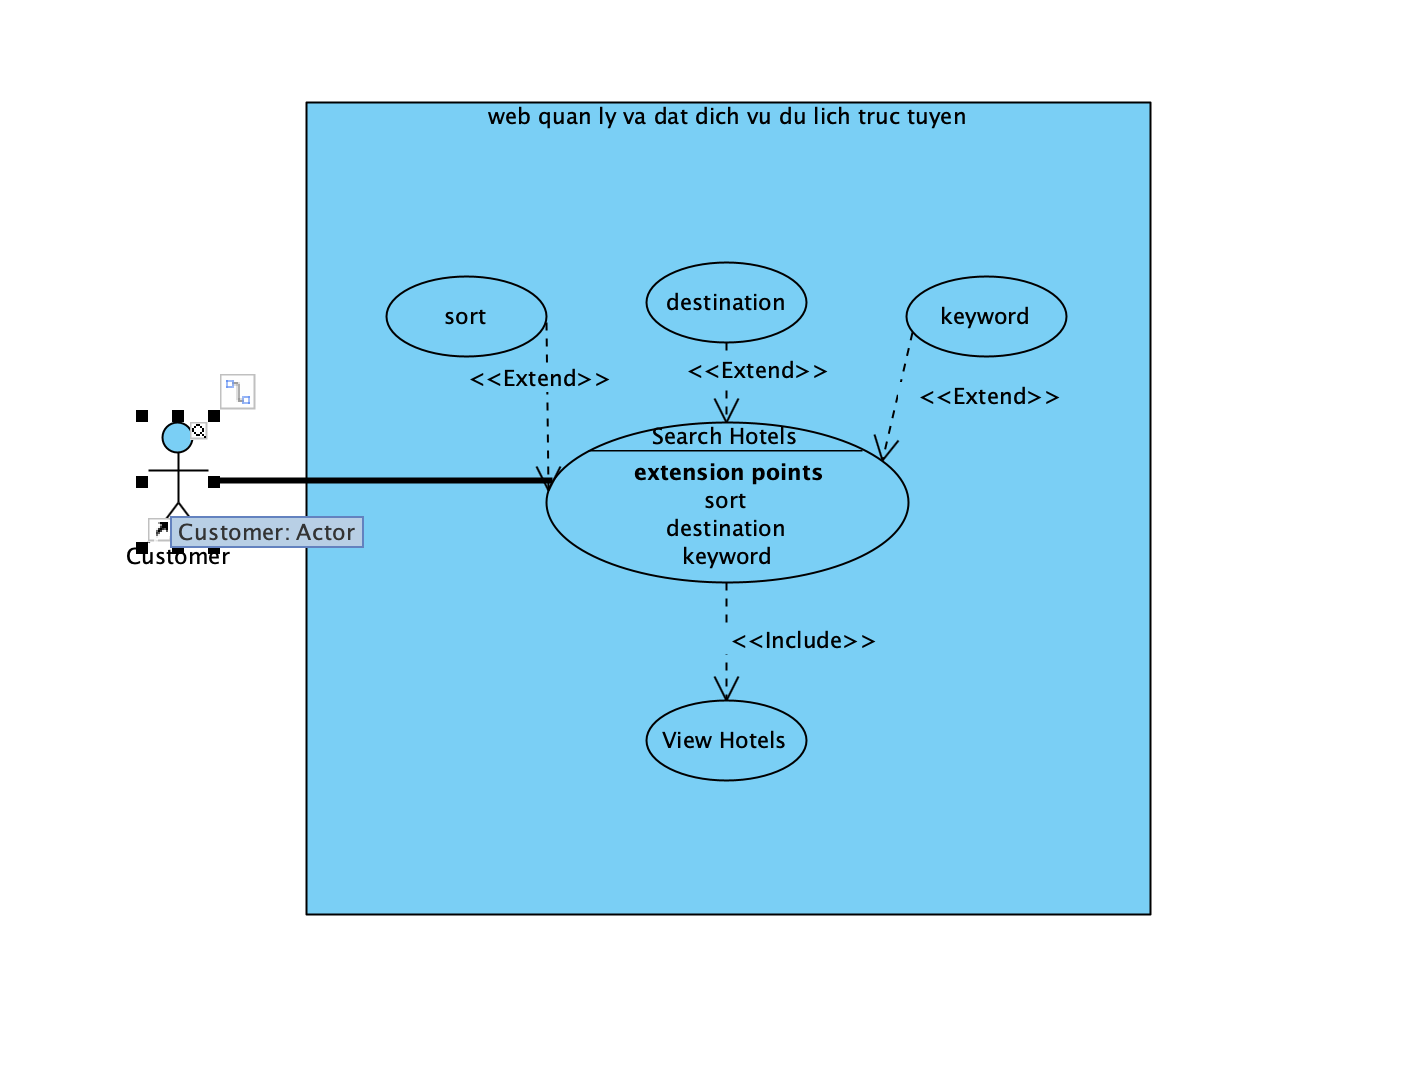 web quan ly va dat dich vu du lich truc tuyen
sort
destination
keyword
<<Extend>>
<<Extend>>
<<Extend>>
Search Hotels
extension points
sort
destination
keyword
Customer: Actor
Customer
<<Include>>
View Hotels